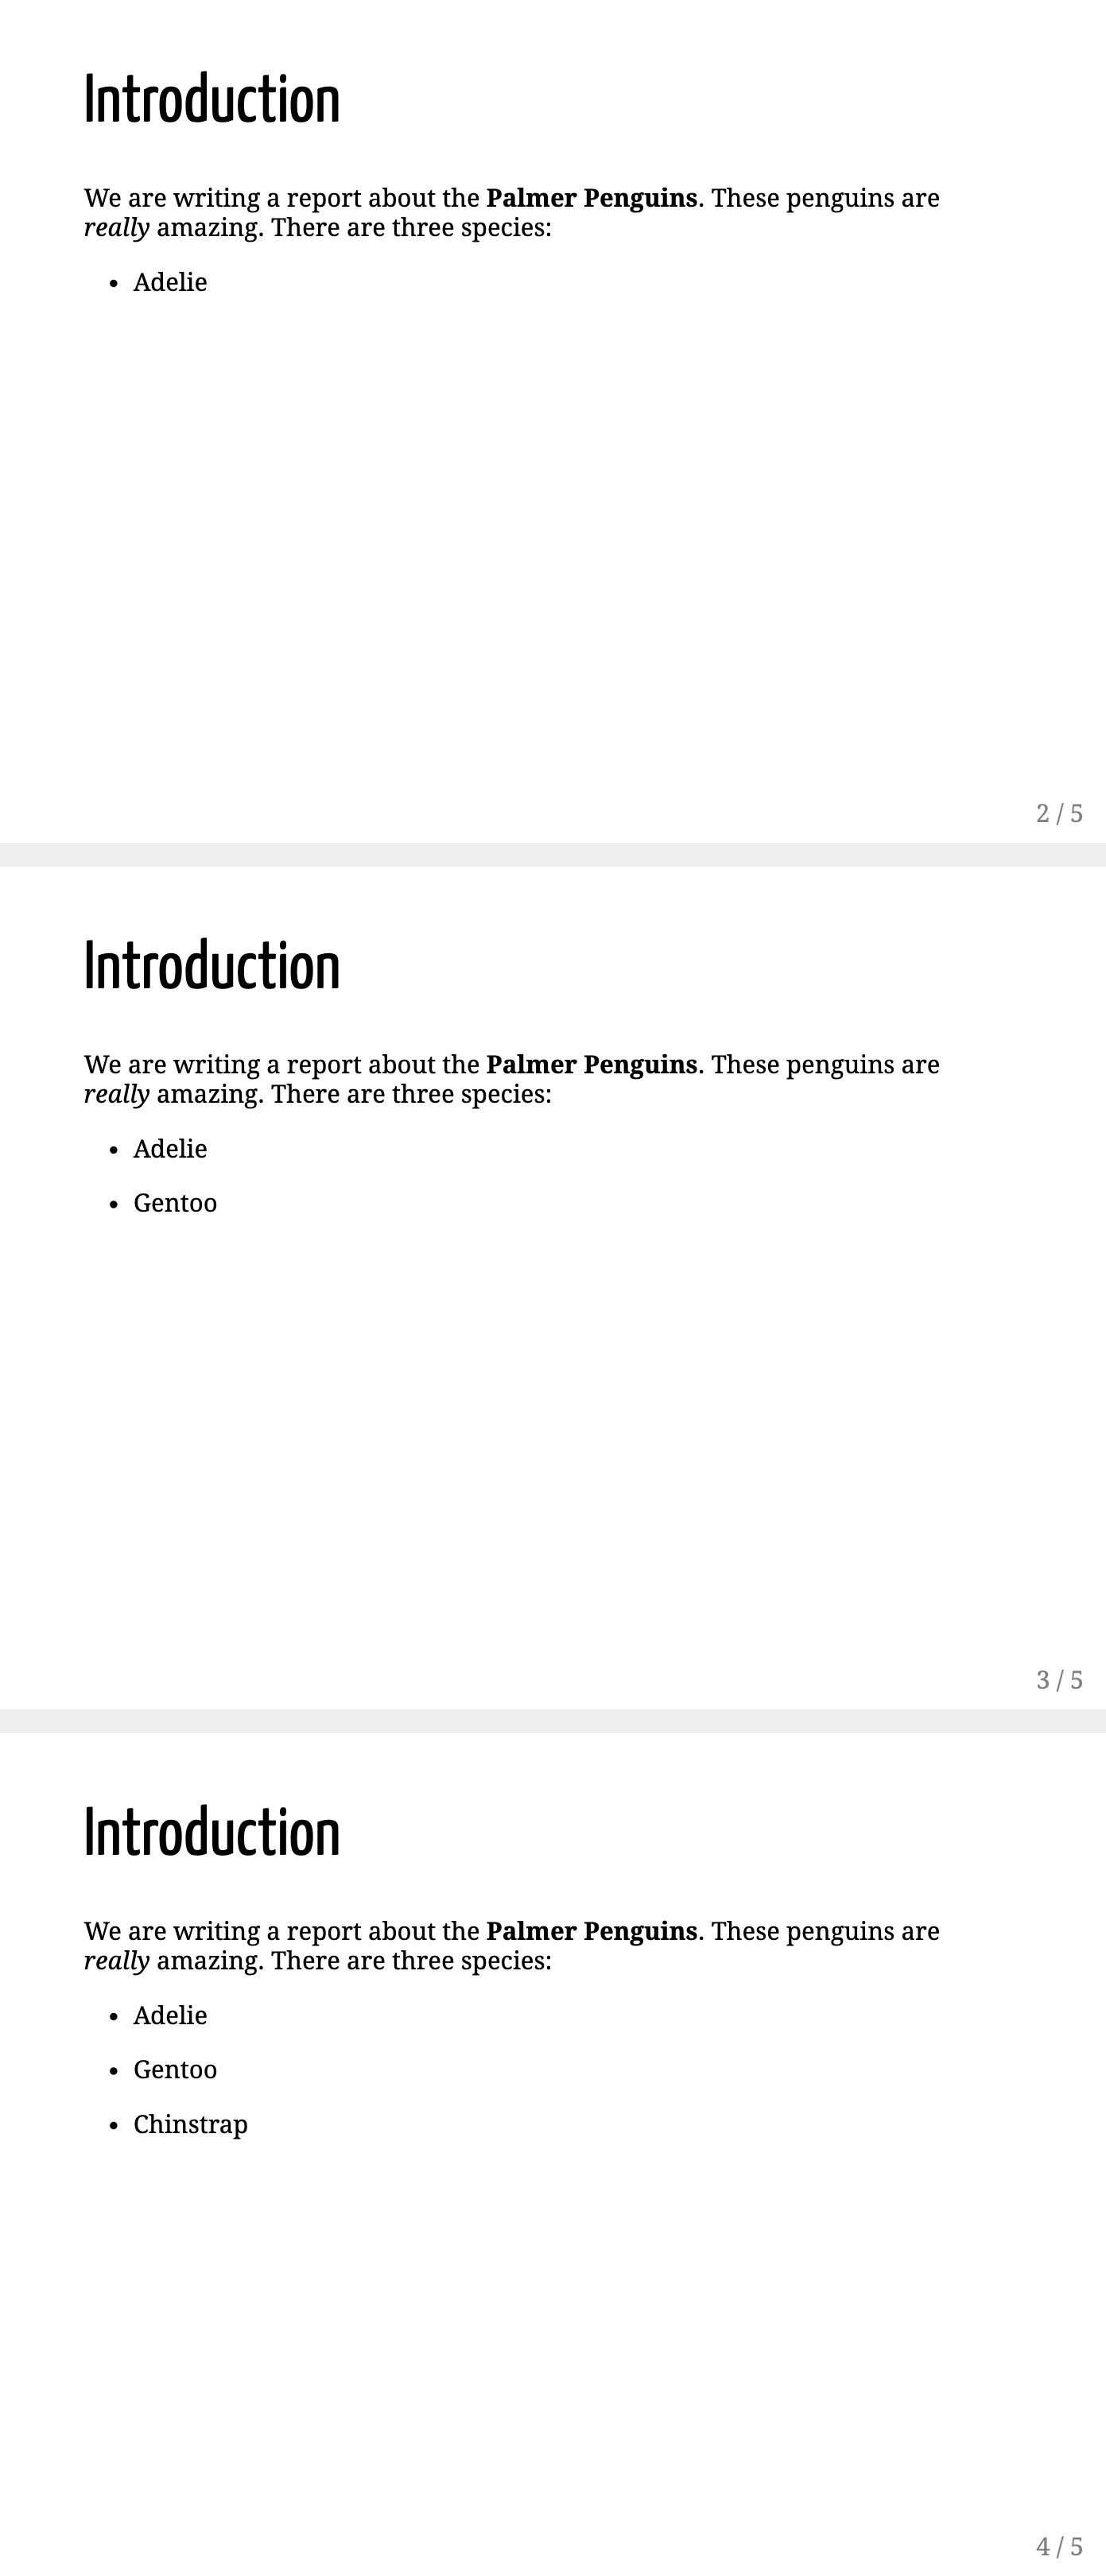 Introduction
We are writing a report about the Palmer Penguins. These penguins are
really amazing. There are three species:
• Adelie
2 / 5
Introduction
We are writing a report about the Palmer Penguins. These penguins are
really amazing. There are three species:
• Adelie
• Gentoo
3 / 5
Introduction
We are writing a report about the Palmer Penguins. These penguins are
really amazing. There are three species:
• Adelie
• Gentoo
• Chinstrap
4 / 5